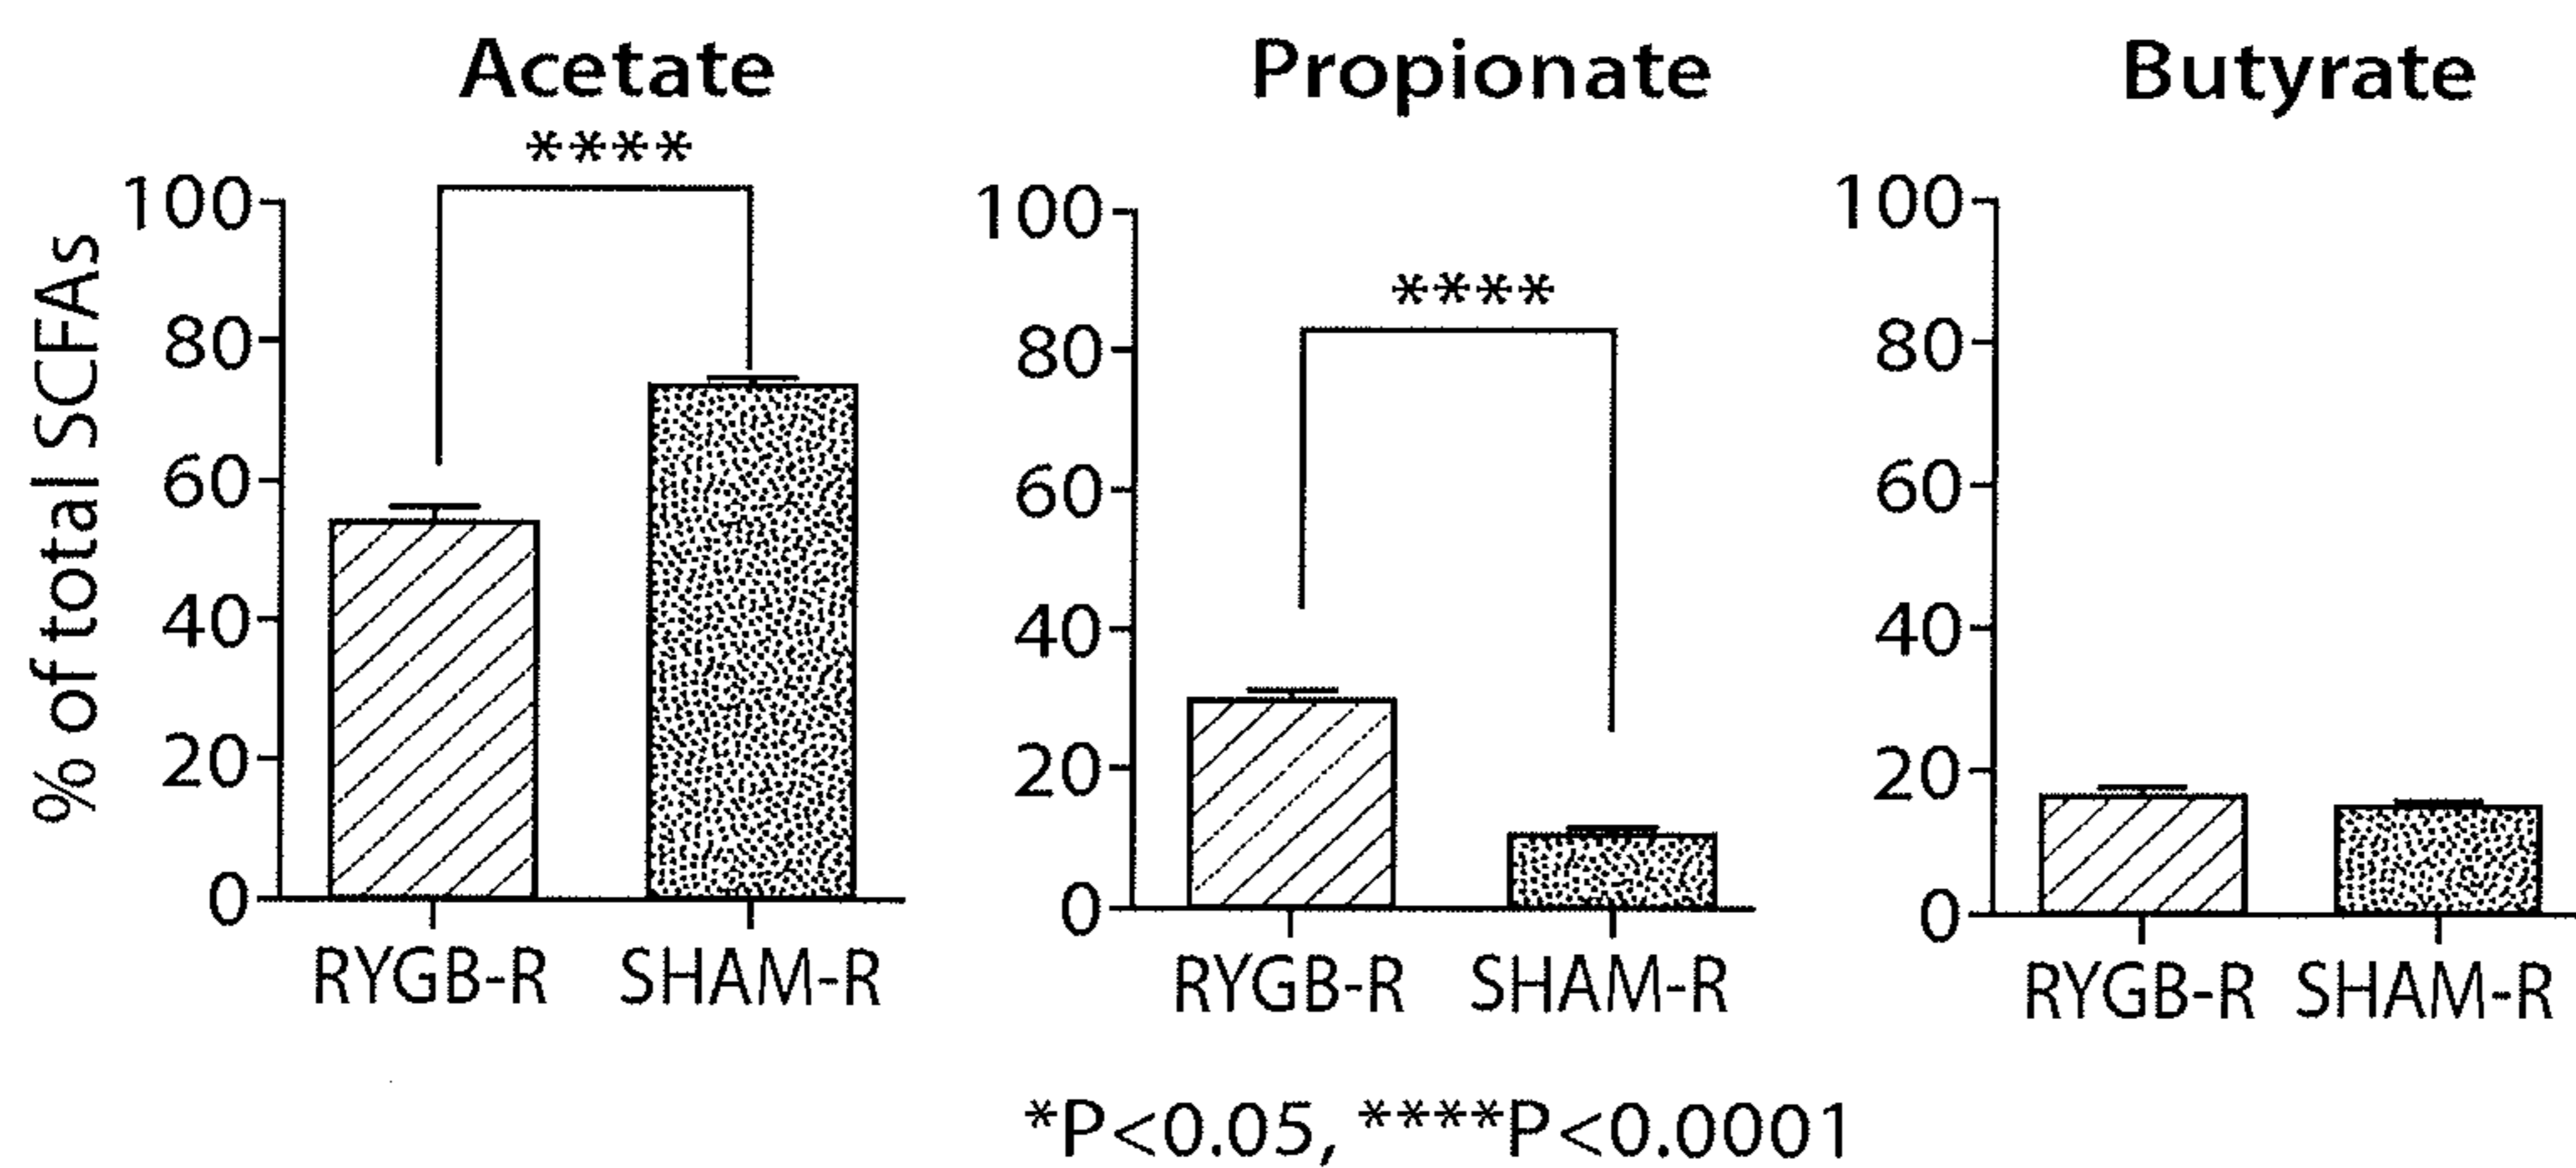 Acetate
Propionate
Butyrate
****
100
80
60
40
20
0
% of total SCFAs
RYGB-R SHAM-R
****
100
80
60
40
20
0
RYGB-R SHAM-R
100
80
60
40
20
0
RYGB-R SHAM-R
*P<0.05, ****P<0.0001